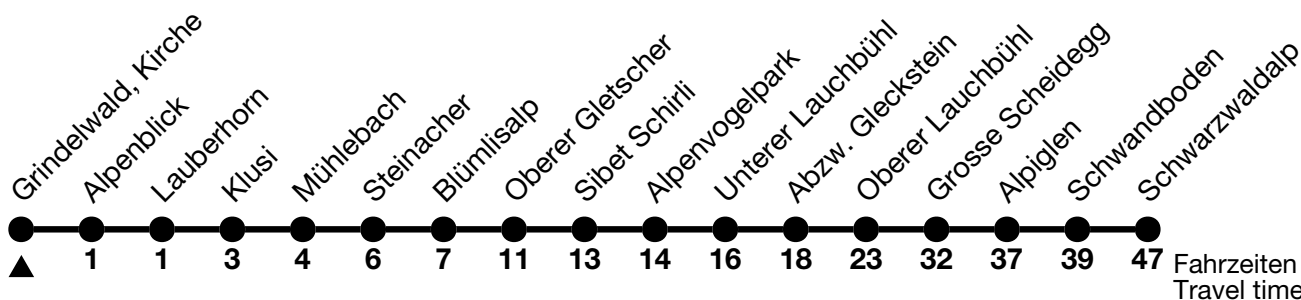 Grindelwald, Kirche
Alpenblick
Lauberhorn
Klusi
Mühlebach
Steinacher
Blümlisalp
Oberer Gletscher
Sibet Schirli
Alpenvogelpark
Unterer Lauchbühl
Abzw. Gleckstein
Oberer Lauchbühl
Grosse Scheidegg
Alpiglen
Schwandboden
Schwarzwaldalp
1 1 3 4 6 7 11 13 14 16 18 23 32 37 39 47
Fahrzeiten
Travel time